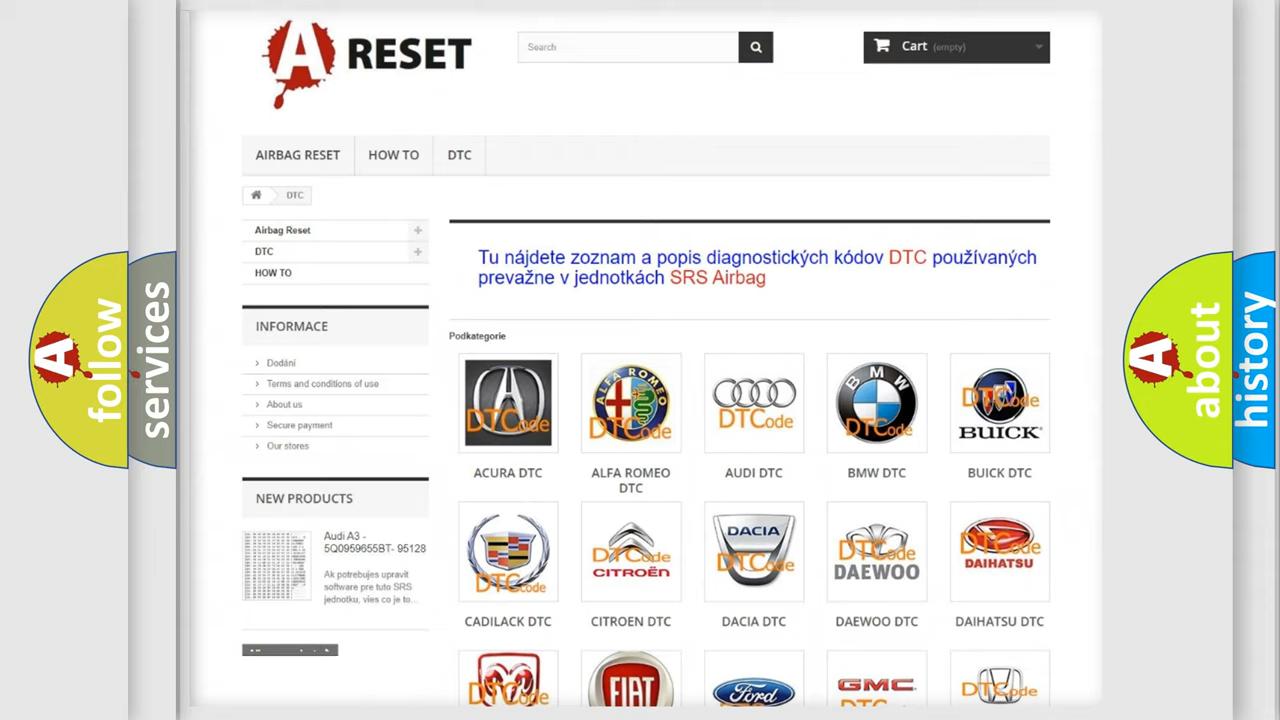 A RESET
Search
Cart (empty)
AIRBAG RESET
HOW TO
DTC
DTC
Airbag Reset
DTC
HOW TO
Tu nájdete zoznam a popis diagnostických kódov DTC používaných
prevažne v jednotkách SRS Airbag
INFORMACE
Dodání
Terms and conditions of use
About us
Secure payment
Our stores
Podkategorie
DTCode
ALFA ROMEO
DTCode
DTCode
BMW
DTCode
DTCode
BUICK
ACURA DTC
ALFA ROMEO
DTC
AUDI DTC
BMW DTC
BUICK DTC
NEW PRODUCTS
Audi A3 -
5Q0959655BT- 95128
Ak potrebujes upravit
software pre tuto SRS
jednotku, vies co je to...
DTCode
DTCode
CITROËN
DACIA
DTCode
DTCode
DAEWOO
DTCode
DAIHATSU
CADILACK DTC
CITROEN DTC
DACIA DTC
DAEWOO DTC
DAIHATSU DTC
DTCode
FIAT
Ford
GMC
DTCode
A follow
services
A about
history